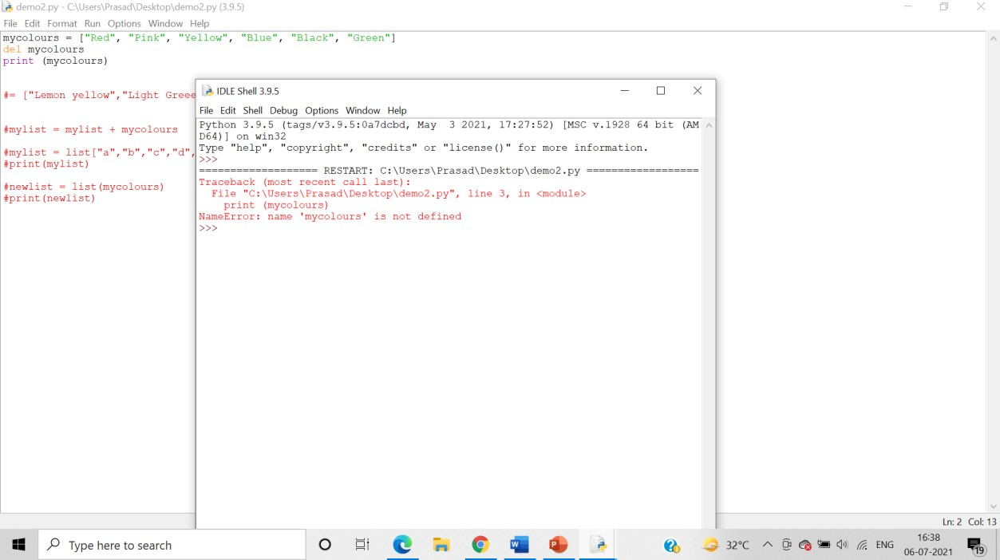 demo2.py - C:\Users\Prasad\Desktop\demo2.py (3.9.5)
File Edit Format Run Options Window Help
mycolours = ["Red", "Pink", "Yellow", "Blue", "Black", "Green"]
del mycolours
print (mycolours)
#= ["Lemon yellow","Light Greee
#mylist = mylist + mycolours
#mylist = list["a","b","c","d",
#print(mylist)
#newlist = list(mycolours)
#print(newlist)
IDLE Shell 3.9.5
File Edit Shell Debug Options Window Help
Python 3.9.5 (tags/v3.9.5:0a7dcbd, May  3 2021, 17:27:52) [MSC v.1928 64 bit (AM
D64)] on win32
Type "help", "copyright", "credits" or "license()" for more information.
>>>
=================== RESTART: C:\Users\Prasad\Desktop\demo2.py ==================
Traceback (most recent call last):
  File "C:\Users\Prasad\Desktop\demo2.py", line 3, in <module>
    print (mycolours)
NameError: name 'mycolours' is not defined
>>>
Ln: 2 Col: 13
Type here to search
32°C
ENG
16:38
06-07-2021
19